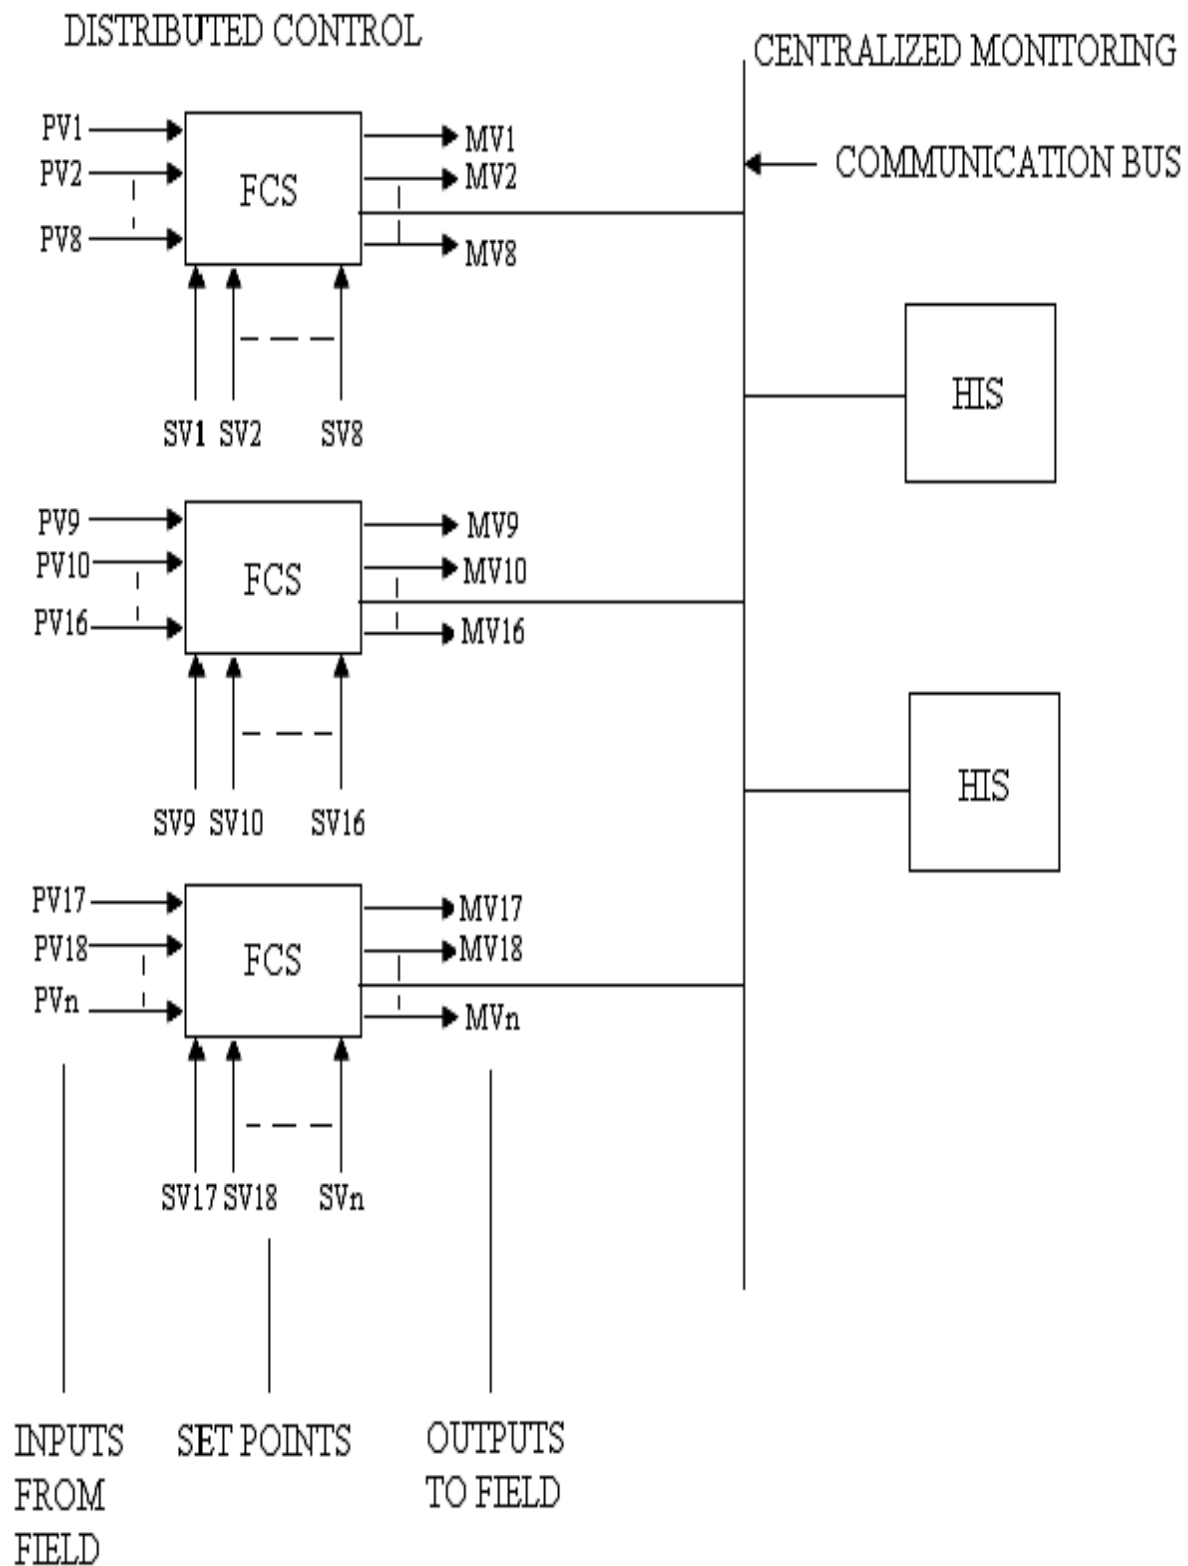 DISTRIBUTED CONTROL
CENTRALIZED MONITORING
COMMUNICATION BUS
PV1
PV2
PV8
FCS
MV1
MV2
MV8
SV1 SV2 SV8
HIS
PV9
PV10
PV16
FCS
MV9
MV10
MV16
SV9 SV10 SV16
HIS
PV17
PV18
PVn
FCS
MV17
MV18
MVn
SV17 SV18 SVn
INPUTS
FROM
FIELD
SET POINTS
OUTPUTS
TO FIELD